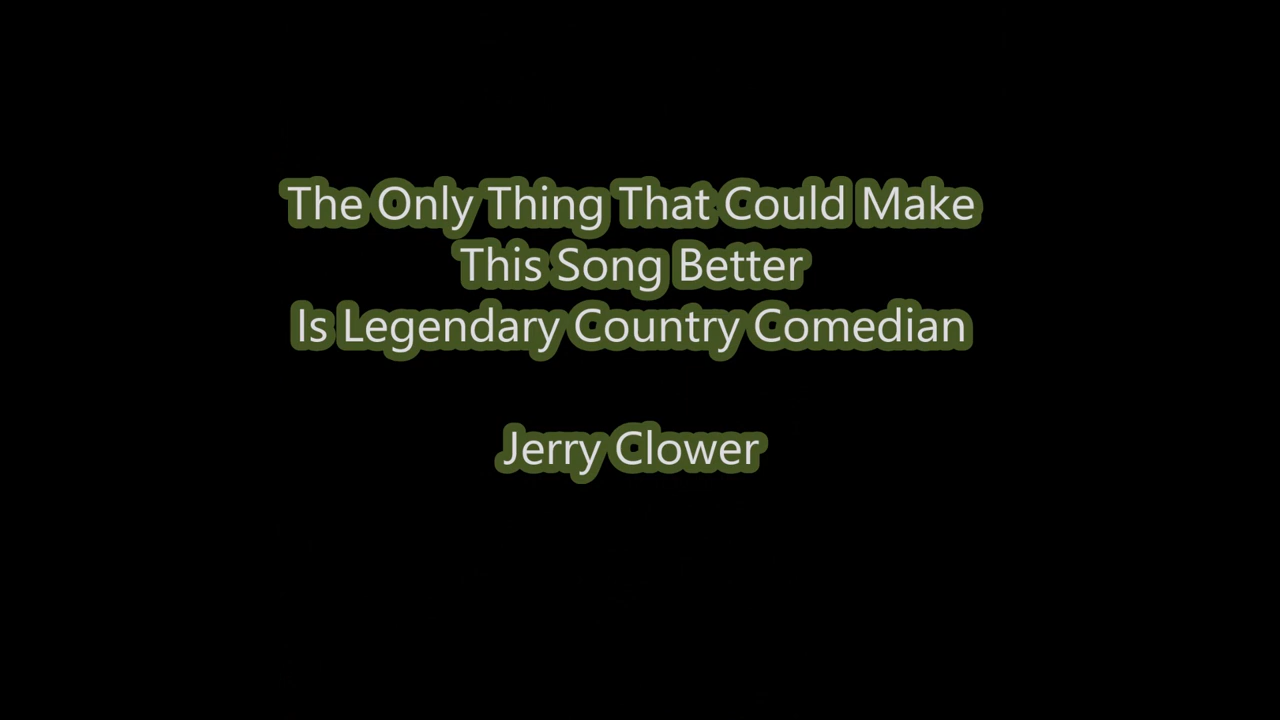 The Only Thing That Could Make
This Song Better
Is Legendary Country Comedian
Jerry Clower